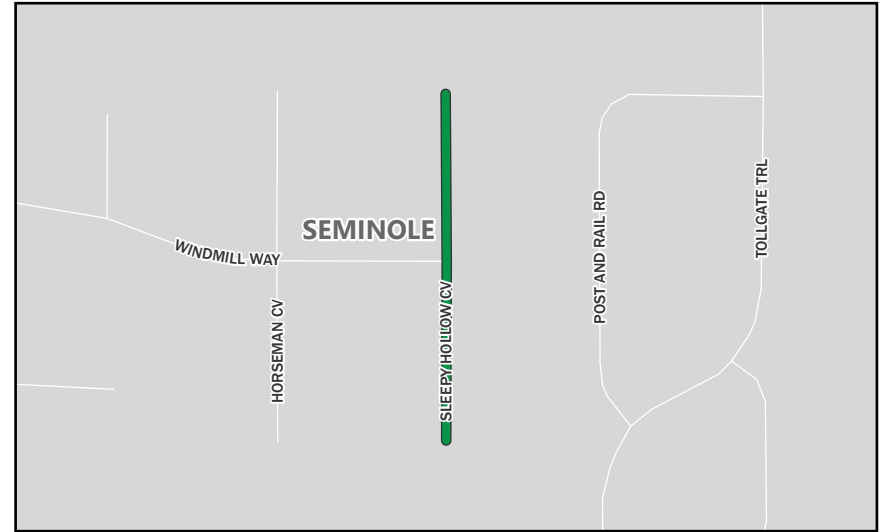 SEMINOLE
WINDMILL WAY
HORSEMAN CV
SLEEPY HOLLOW CV
POST AND RAIL RD
TOLLGATE TRL